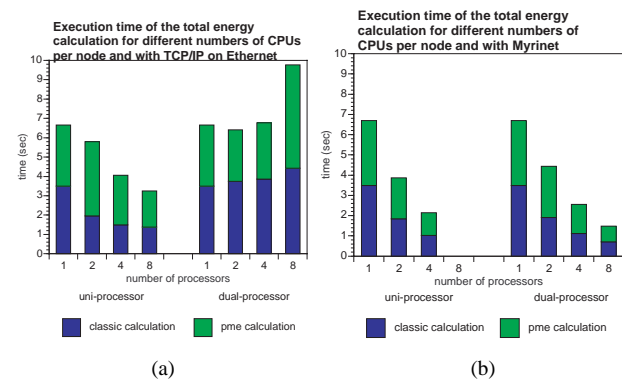 Execution time of the total energy
calculation for different numbers of CPUs
per node and with TCP/IP on Ethernet
10
9
8
7
6
5
4
3
2
1
0
time (sec)
1 2 4 8 1 2 4 8
number of processors
uni-processor dual-processor
classic calculation pme calculation
(a)
Execution time of the total energy
calculation for different numbers of
CPUs per node and with Myrinet
10
9
8
7
6
5
4
3
2
1
0
time (sec)
1 2 4 8 1 2 4 8
number of processors
uni-processor dual-processor
classic calculation pme calculation
(b)